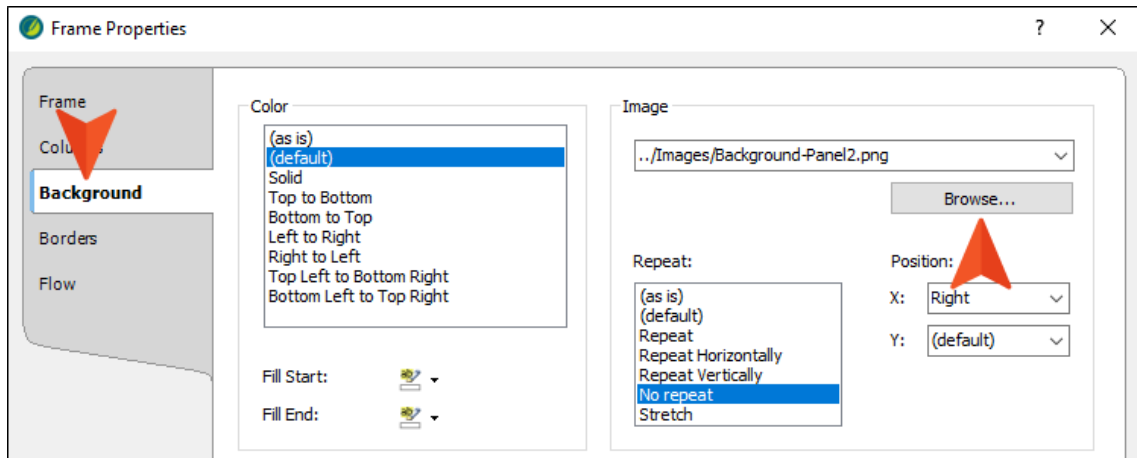 Frame Properties
?
Frame
Background
Borders
Flow
Color
(as is)
(default)
Solid
Top to Bottom
Bottom to Top
Left to Right
Right to Left
Top Left to Bottom Right
Bottom Left to Top Right
Fill Start:
Fill End:
Image
../Images/Background-Panel2.png
Browse...
Repeat:
(as is)
(default)
Repeat
Repeat Horizontally
Repeat Vertically
No repeat
Stretch
Position:
X: Right
Y: (default)